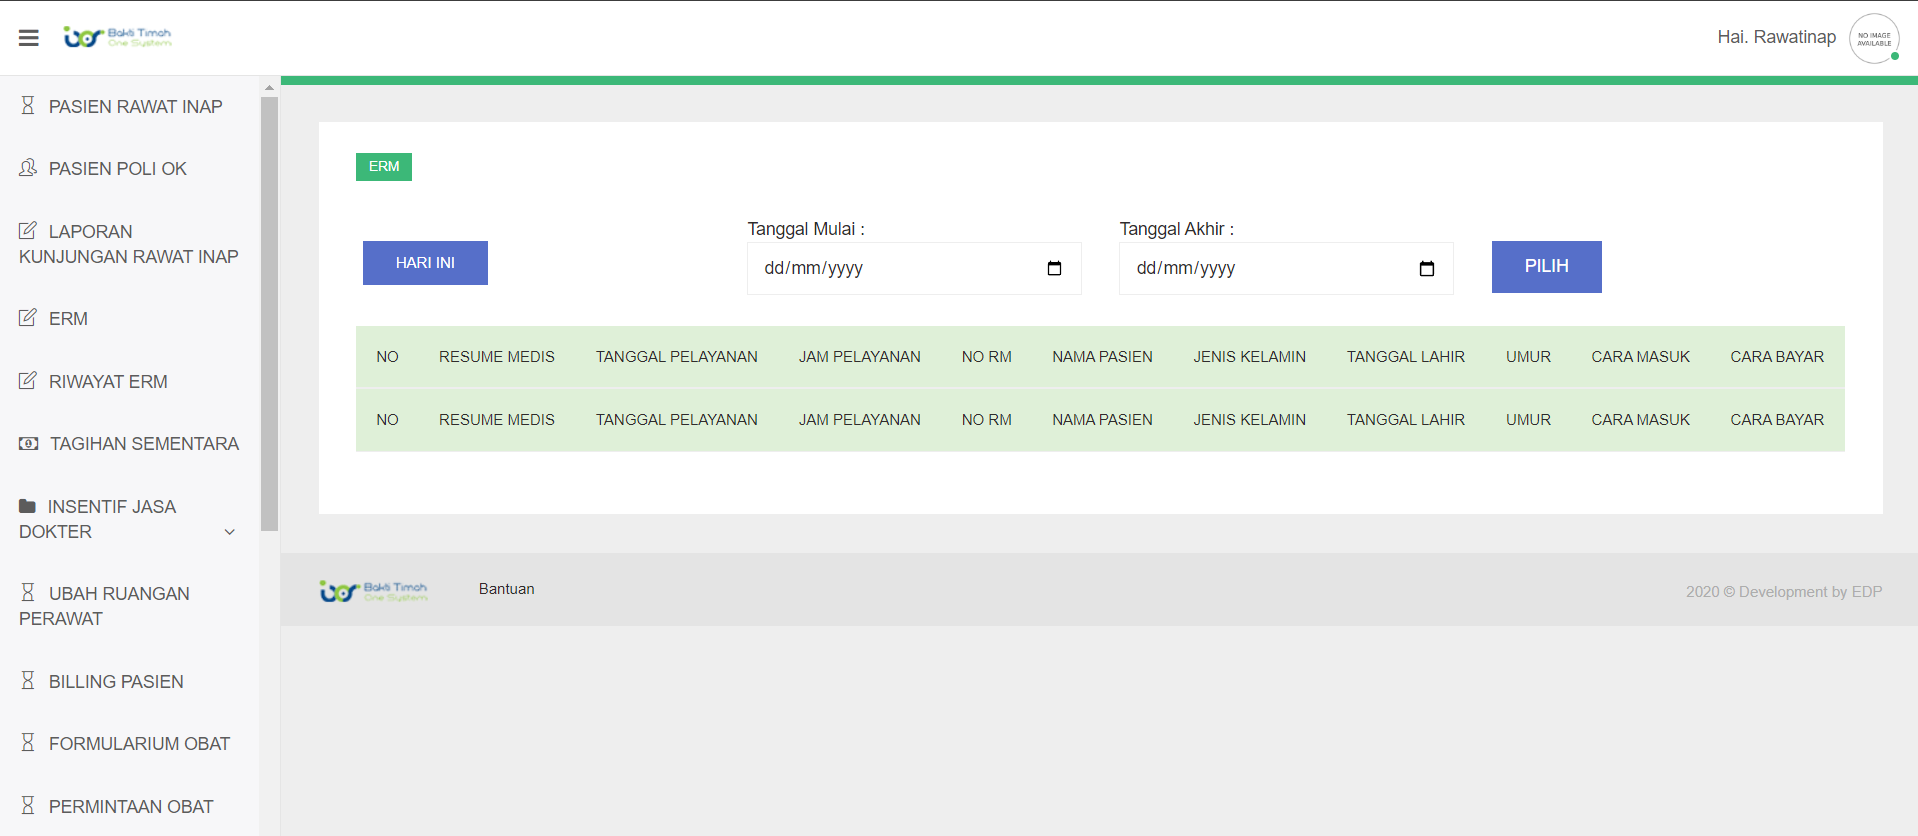 Bakti Timah
One System
Hai. Rawatinap
NO IMAGE
AVAILABLE
PASIEN RAWAT INAP
PASIEN POLI OK
LAPORAN
KUNJUNGAN RAWAT INAP
ERM
RIWAYAT ERM
TAGIHAN SEMENTARA
INSENTIF JASA
DOKTER
UBAH RUANGAN
PERAWAT
BILLING PASIEN
FORMULARIUM OBAT
PERMINTAAN OBAT
ERM
HARI INI
Tanggal Mulai :
dd/mm/yyyy
Tanggal Akhir :
dd/mm/yyyy
PILIH
NO RESUME MEDIS TANGGAL PELAYANAN JAM PELAYANAN NO RM NAMA PASIEN JENIS KELAMIN TANGGAL LAHIR UMUR CARA MASUK CARA BAYAR
NO RESUME MEDIS TANGGAL PELAYANAN JAM PELAYANAN NO RM NAMA PASIEN JENIS KELAMIN TANGGAL LAHIR UMUR CARA MASUK CARA BAYAR
Bakti Timah
One System
Bantuan
2020 © Development by EDP